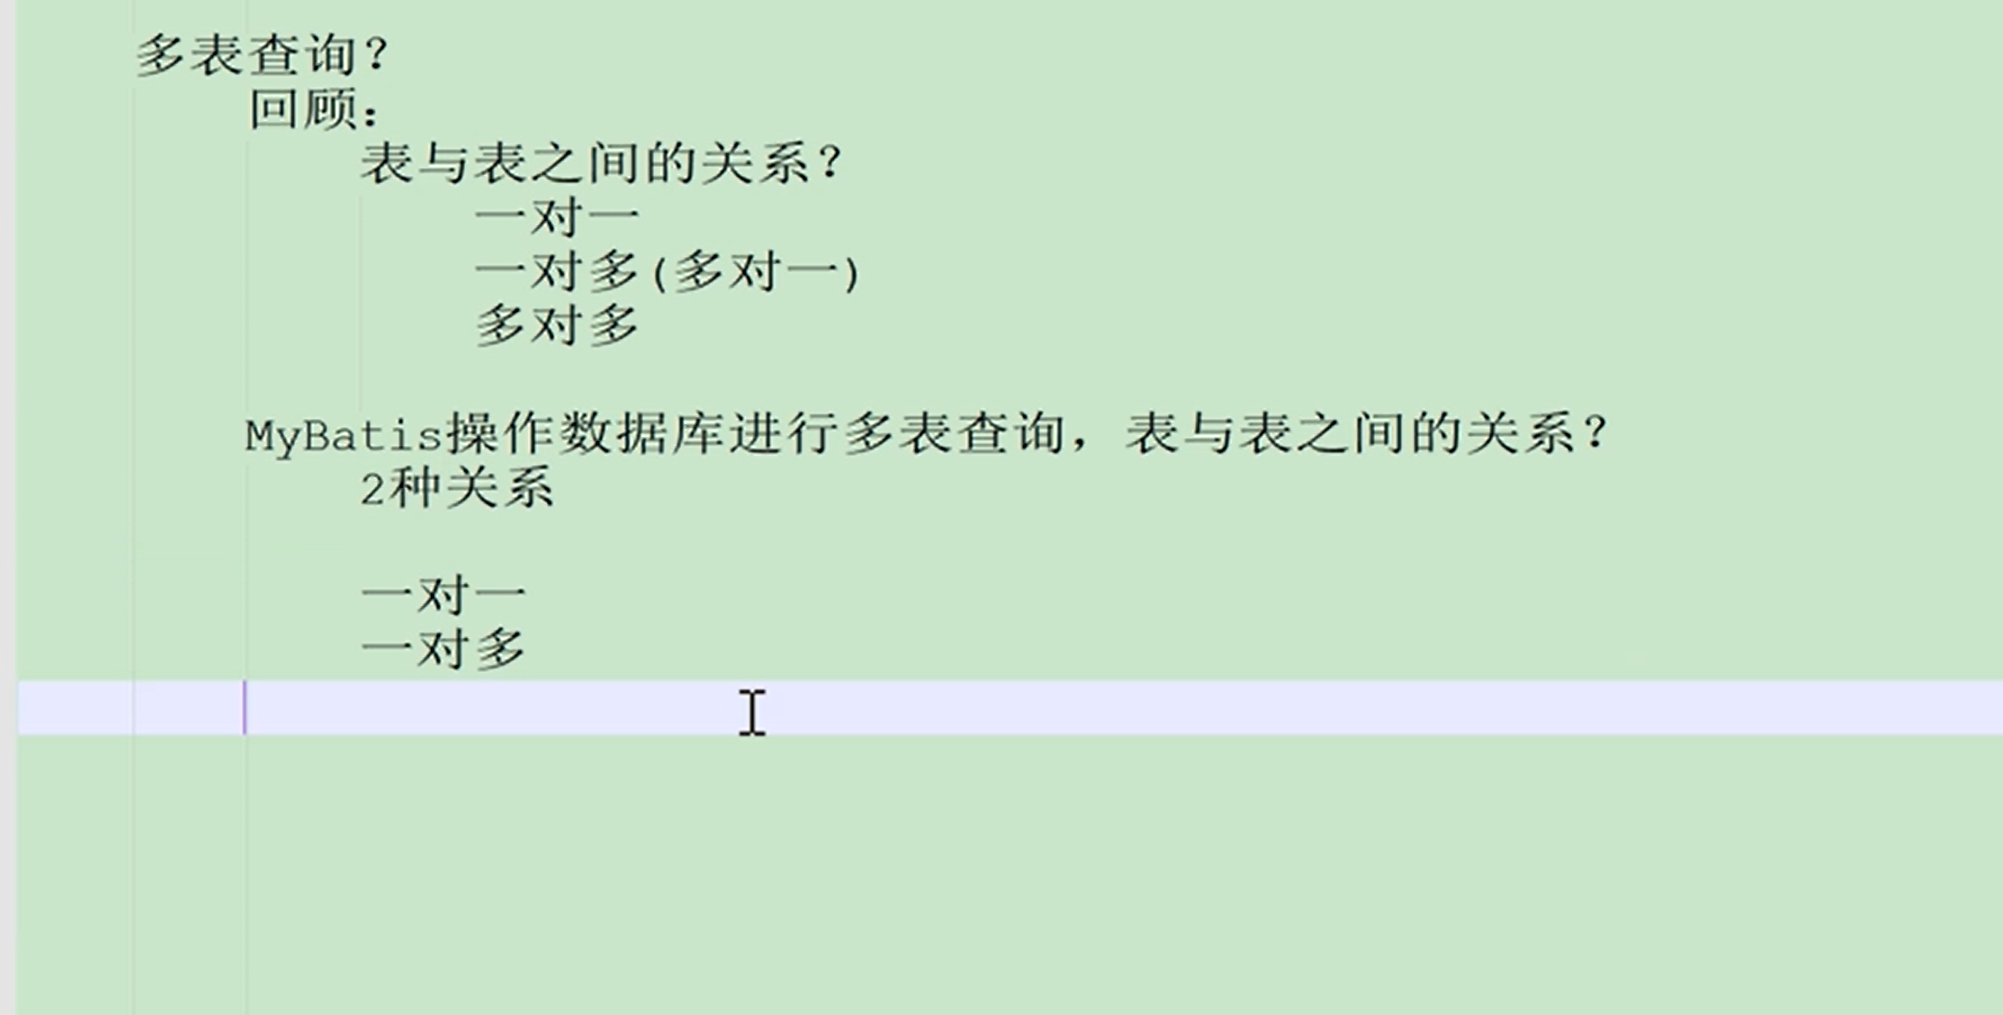 多表查询?
回顾:
表与表之间的关系?
一对一
一对多(多对一)
多对多
MyBatis操作数据库进行多表查询，表与表之间的关系?
2种关系
一对一
一对多